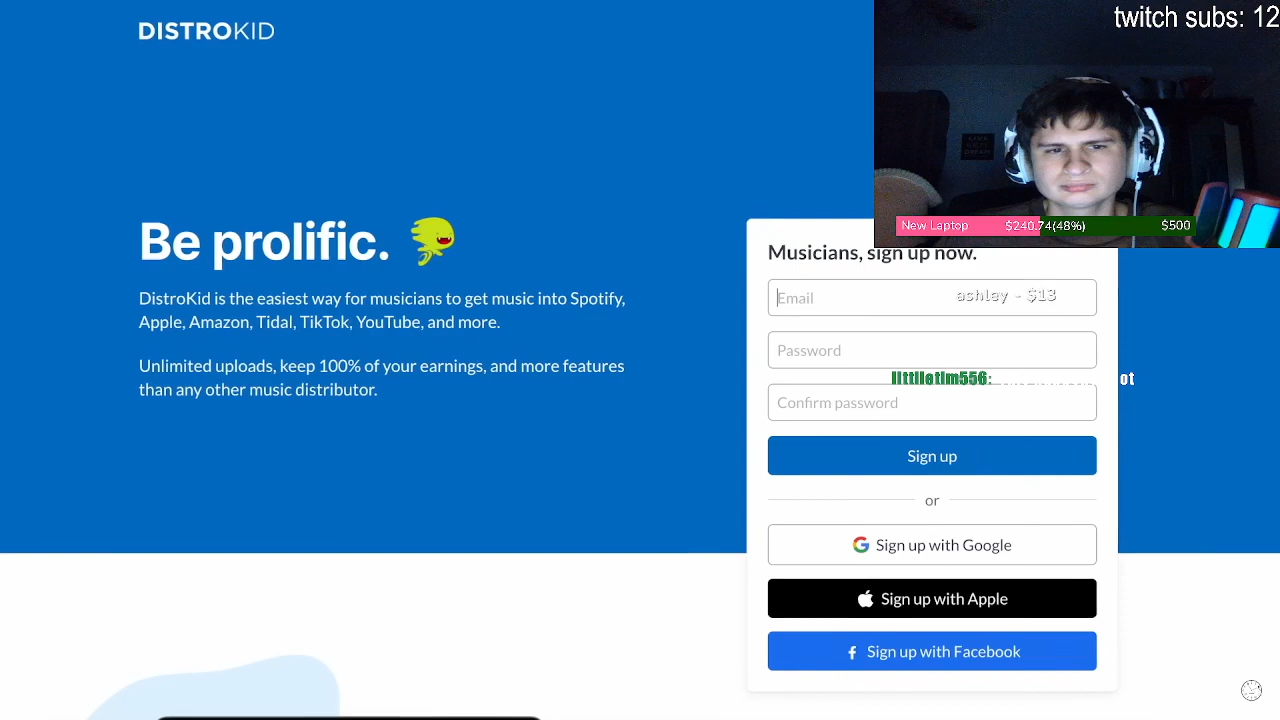 DISTROKID
twitch subs: 12
New Laptop $240.74(48%) $500
Be prolific.
DistroKid is the easiest way for musicians to get music into Spotify,
Apple, Amazon, Tidal, TikTok, YouTube, and more.
Unlimited uploads, keep 100% of your earnings, and more features
than any other music distributor.
Musicians, sign up now.
Email
ashley - $13
Password
littletim556:
ot
Confirm password
Sign up
or
Sign up with Google
Sign up with Apple
Sign up with Facebook